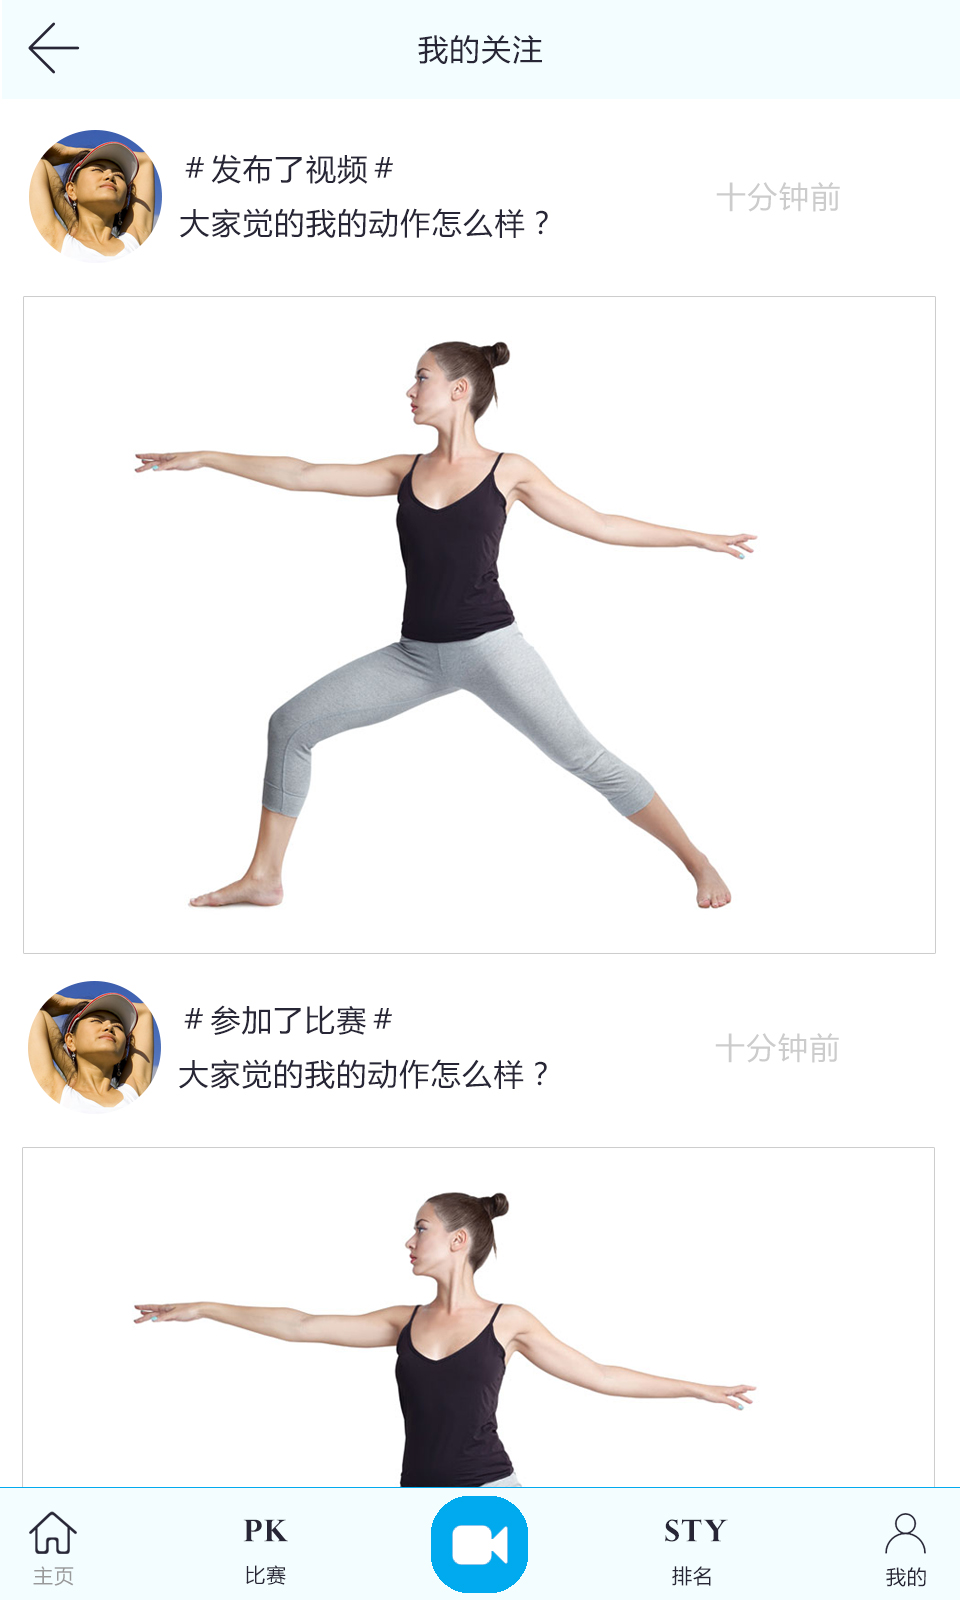 我的关注
#发布了视频#
十分钟前
大家觉的我的动作怎么样？
#参加了比赛#
十分钟前
大家觉的我的动作怎么样？
PK
STY
主页
比赛
排名
我的